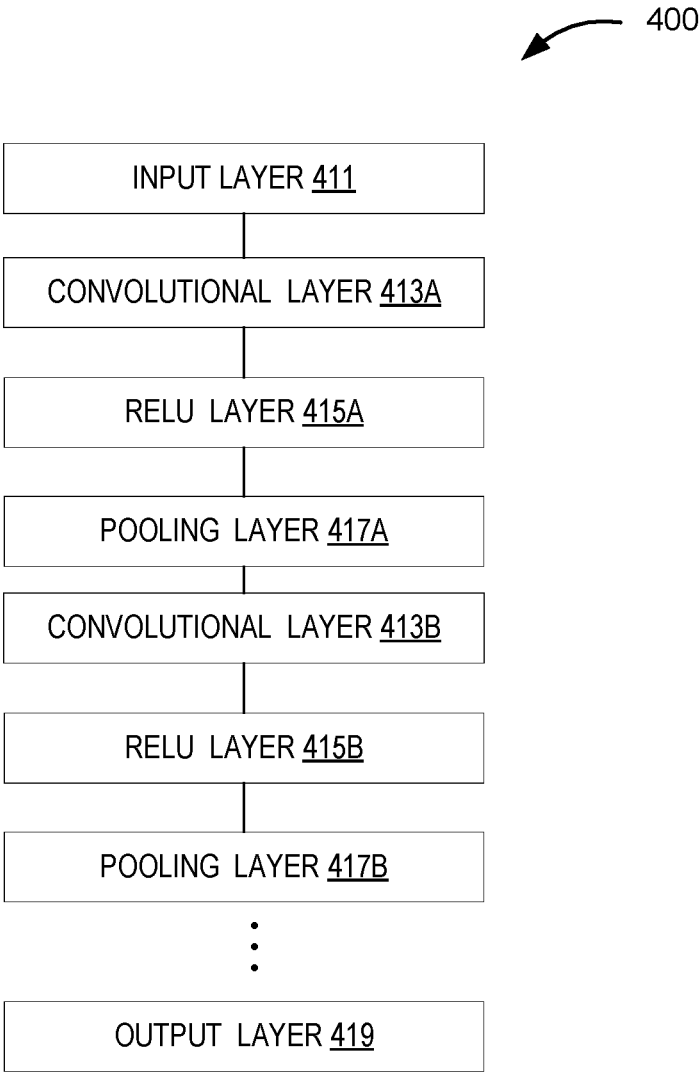 400
INPUT LAYER 411
CONVOLUTIONAL LAYER 413A
RELU LAYER 415A
POOLING LAYER 417A
CONVOLUTIONAL LAYER 413B
RELU LAYER 415B
POOLING LAYER 417B
OUTPUT LAYER 419